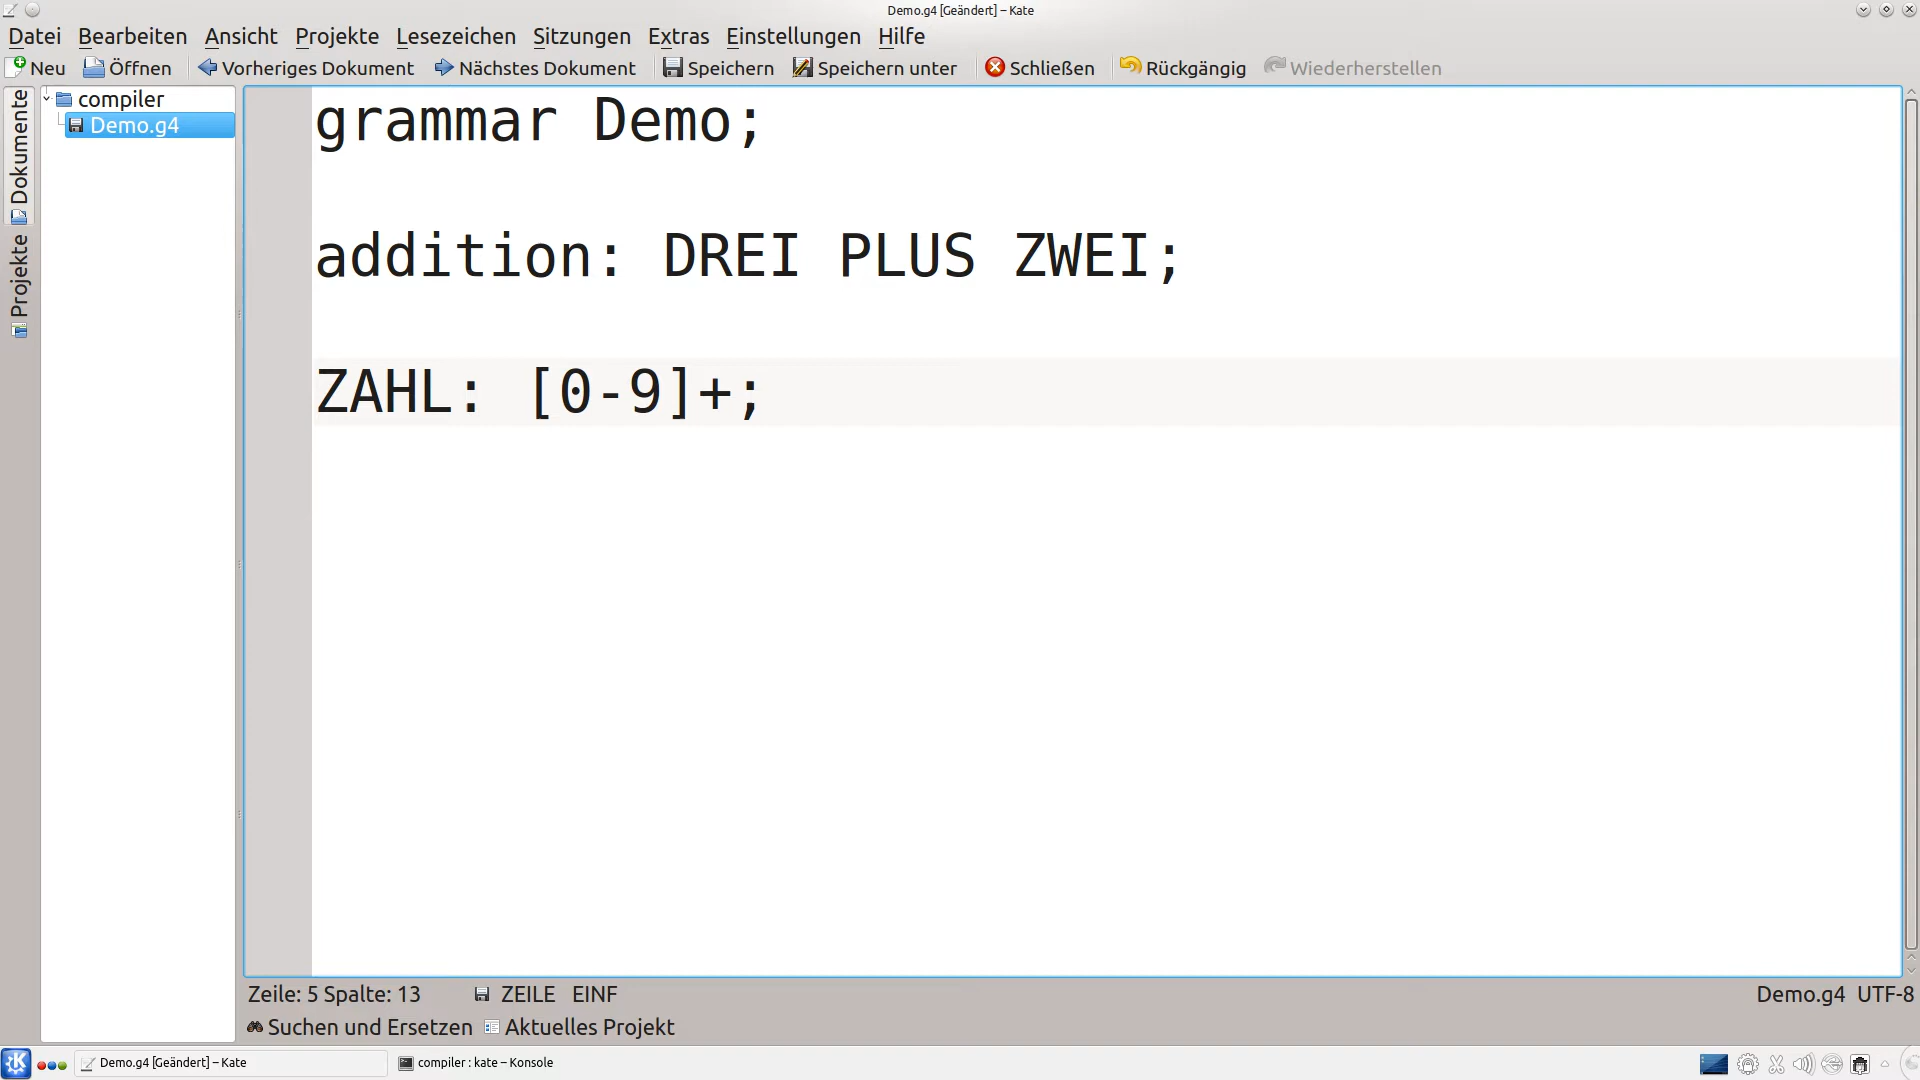 Demo.g4 [Geändert] – Kate
Datei Bearbeiten Ansicht Projekte Lesezeichen Sitzungen Extras Einstellungen Hilfe
Neu Öffnen Vorheriges Dokument Nächstes Dokument Speichern Speichern unter Schließen Rückgängig Wiederherstellen
Dokumente
Projekte
compiler
Demo.g4
grammar Demo;
addition: DREI PLUS ZWEI;
ZAHL: [0-9]+;
Zeile: 5 Spalte: 13 ZEILE EINF Demo.g4 UTF-8
Suchen und Ersetzen Aktuelles Projekt
Demo.g4 [Geändert] – Kate compiler : kate – Konsole